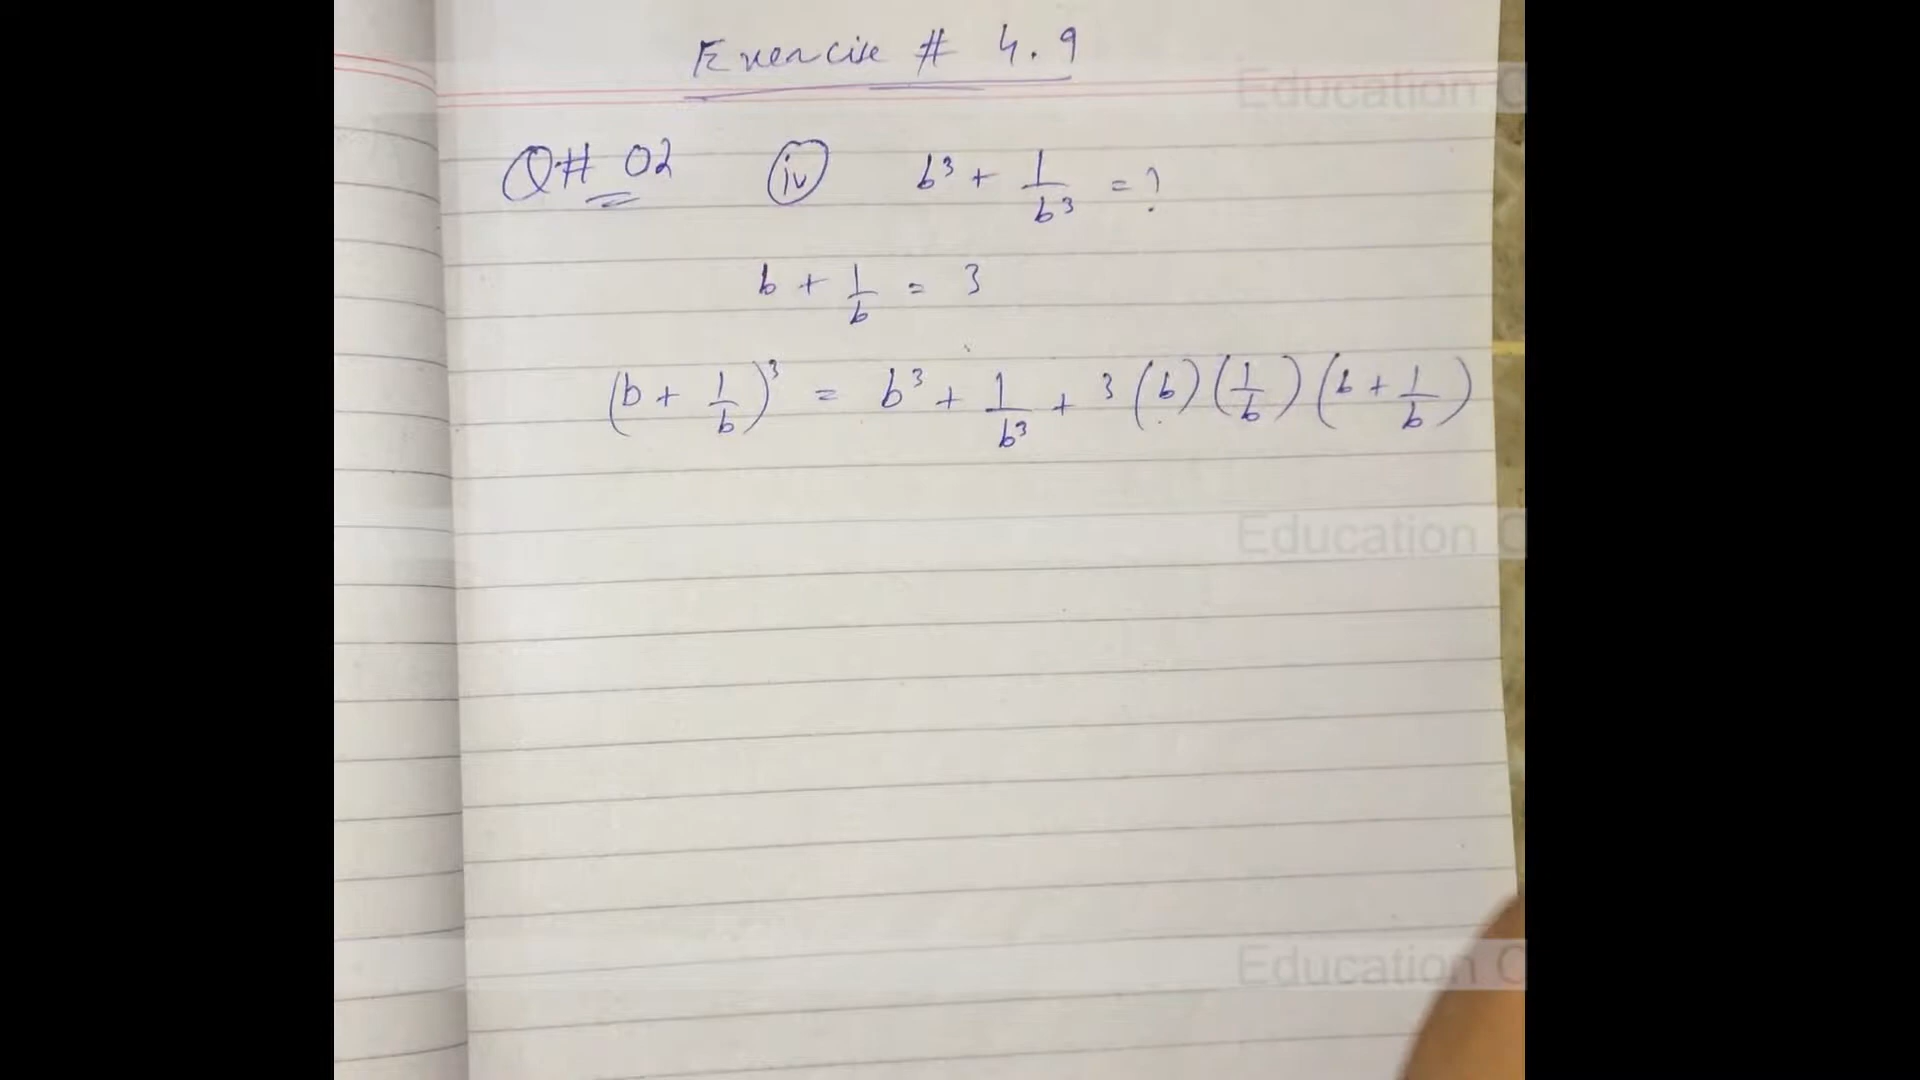 Exercise # 4.9
Education C
Q# 02 (iv) b³ + 1/b³ = ?
b + 1/b = 3
(b + 1/b)³ = b³ + 1/b³ + 3(b)(1/b)(b + 1/b)
Education C
Education C